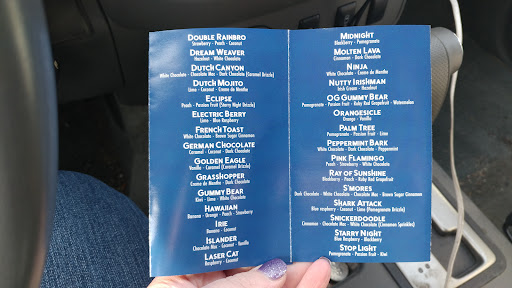 Double Rainbro
Strawberry - Peach - Coconut
Dream Weaver
Hazelnut - White Chocolate
Dutch Canyon
White Chocolate - Chocolate Mac - Dark Chocolate (Caramel Drizzle)
Dutch Mojito
Lime - Coconut - Creme de Menthe
Eclipse
Peach - Passion Fruit (Starry Night Drizzle)
Electric Berry
Lime - Blue Raspberry
French Toast
White Chocolate - Brown Sugar Cinnamon
German Chocolate
Caramel - Coconut - Dark Chocolate
Golden Eagle
Vanilla - Caramel (Caramel Drizzle)
Grasshopper
Creme de Menthe - Dark Chocolate
Gummy Bear
Kiwi - Lime - White Chocolate
Hawaiian
Banana - Orange - Peach - Strawberry
Irie
Banana - Coconut
Islander
Chocolate Mac - Coconut - Vanilla
Laser Cat
Raspberry - Coconut
Midnight
Blackberry - Pomegranate
Molten Lava
Cinnamon - Dark Chocolate
Ninja
White Chocolate - Creme de Menthe
Nutty Irishman
Irish Cream - Hazelnut
OG Gummy Bear
Pomegranate - Passion Fruit - Ruby Red Grapefruit - Watermelon
Orangesicle
Orange - Vanilla
Palm Tree
Pomegranate - Passion Fruit - Lime
Peppermint Bark
White Chocolate - Dark Chocolate - Peppermint
Pink Flamingo
Peach - Strawberry - White Chocolate
Ray of Sunshine
Blackberry - Peach - Ruby Red Grapefruit
S'mores
Dark Chocolate - White Chocolate - Chocolate Mac - Brown Sugar Cinnamon
Shark Attack
Blue raspberry - Coconut - Lime (Pomegranate Drizzle)
Snickerdoodle
Cinnamon - Chocolate Mac - White Chocolate (Cinnamon Sprinkles)
Starry Night
Blue Raspberry - Blackberry
Stop Light
Pomegranate - Passion Fruit - Kiwi